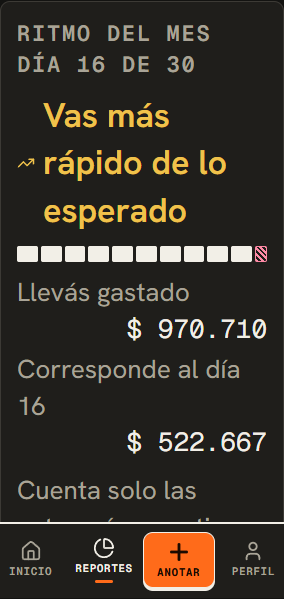 RITMO DEL MES
DÍA 16 DE 30
Vas más
rápido de lo
esperado
Llevás gastado
$ 970.710
Corresponde al día
16
$ 522.667
Cuenta solo las
INICIO
REPORTES
ANOTAR
PERFIL